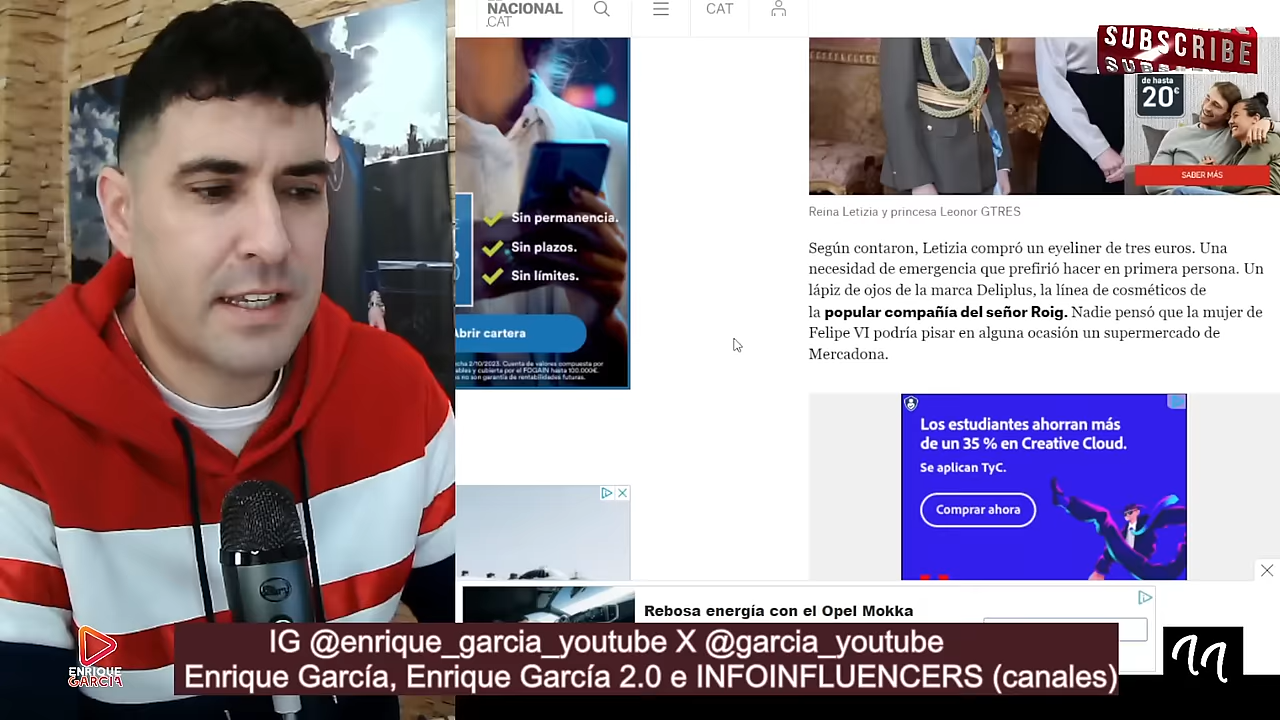 NACIONAL
.CAT
CAT
SUBSCRIBE
de hasta
20€
SABER MÁS
Sin permanencia.
Sin plazos.
Sin límites.
Abrir cartera
Reina Letizia y princesa Leonor GTRES
Según contaron, Letizia compró un eyeliner de tres euros. Una
necesidad de emergencia que prefirió hacer en primera persona. Un
lápiz de ojos de la marca Deliplus, la línea de cosméticos de
la popular compañía del señor Roig. Nadie pensó que la mujer de
Felipe VI podría pisar en alguna ocasión un supermercado de
Mercadona.
Los estudiantes ahorran más
de un 35 % en Creative Cloud.
Se aplican TyC.
Comprar ahora
Rebosa energía con el Opel Mokka
IG @enrique_garcia_youtube X @garcia_youtube
Enrique García, Enrique García 2.0 e INFOINFLUENCERS (canales)
ENRIQUE
GARCÍA